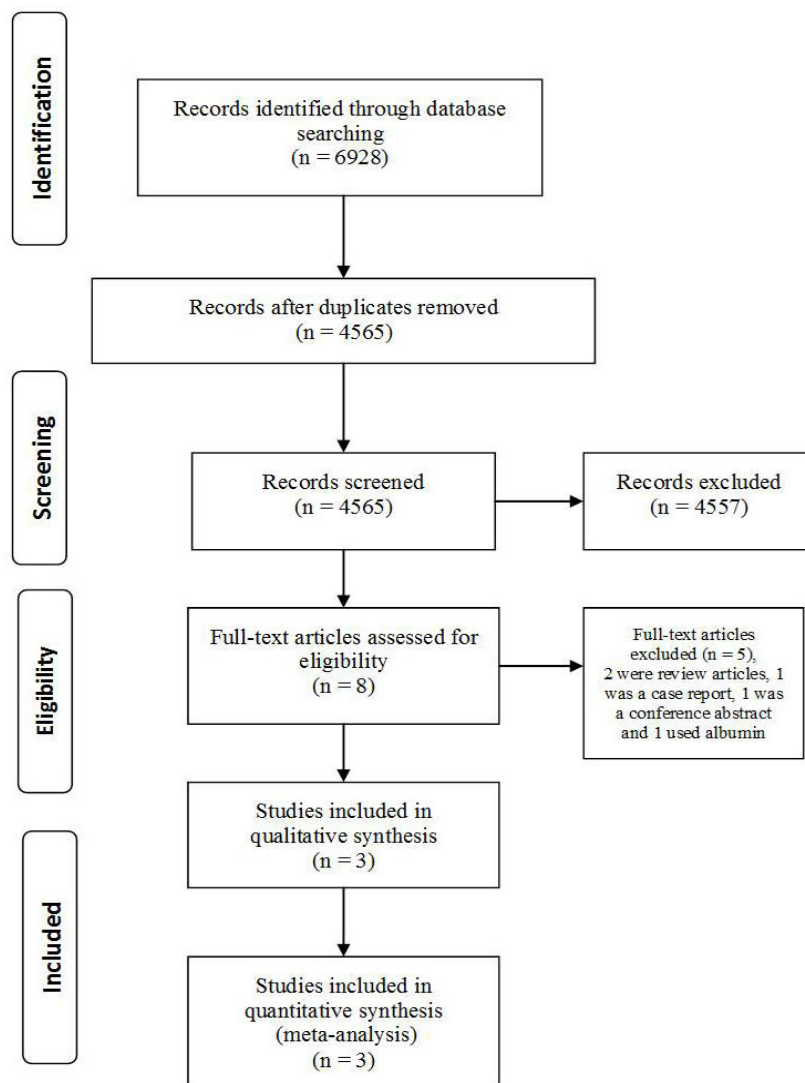 Identification
Records identified through database
searching
(n = 6928)
Records after duplicates removed
(n = 4565)
Screening
Records screened
(n = 4565)
Records excluded
(n = 4557)
Eligibility
Full-text articles assessed for
eligibility
(n = 8)
Full-text articles
excluded (n = 5),
2 were review articles, 1
was a case report, 1 was
a conference abstract
and 1 used albumin
Studies included in
qualitative synthesis
(n = 3)
Included
Studies included in
quantitative synthesis
(meta-analysis)
(n = 3)